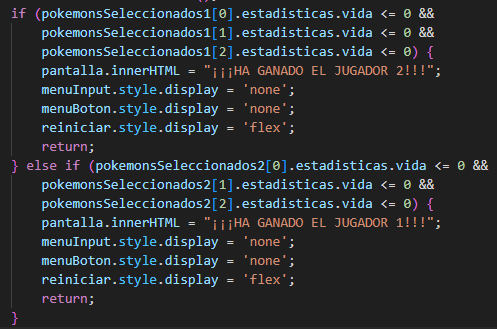 if (pokemonsSeleccionados1[0].estadisticas.vida <= 0 &&
pokemonsSeleccionados1[1].estadisticas.vida <= 0 &&
pokemonsSeleccionados1[2].estadisticas.vida <= 0) {
pantalla.innerHTML = "¡¡¡HA GANADO EL JUGADOR 2!!!";
menuInput.style.display = 'none';
menuBoton.style.display = 'none';
reiniciar.style.display = 'flex';
return;
} else if (pokemonsSeleccionados2[0].estadisticas.vida <= 0 &&
pokemonsSeleccionados2[1].estadisticas.vida <= 0 &&
pokemonsSeleccionados2[2].estadisticas.vida <= 0) {
pantalla.innerHTML = "¡¡¡HA GANADO EL JUGADOR 1!!!";
menuInput.style.display = 'none';
menuBoton.style.display = 'none';
reiniciar.style.display = 'flex';
return;
}